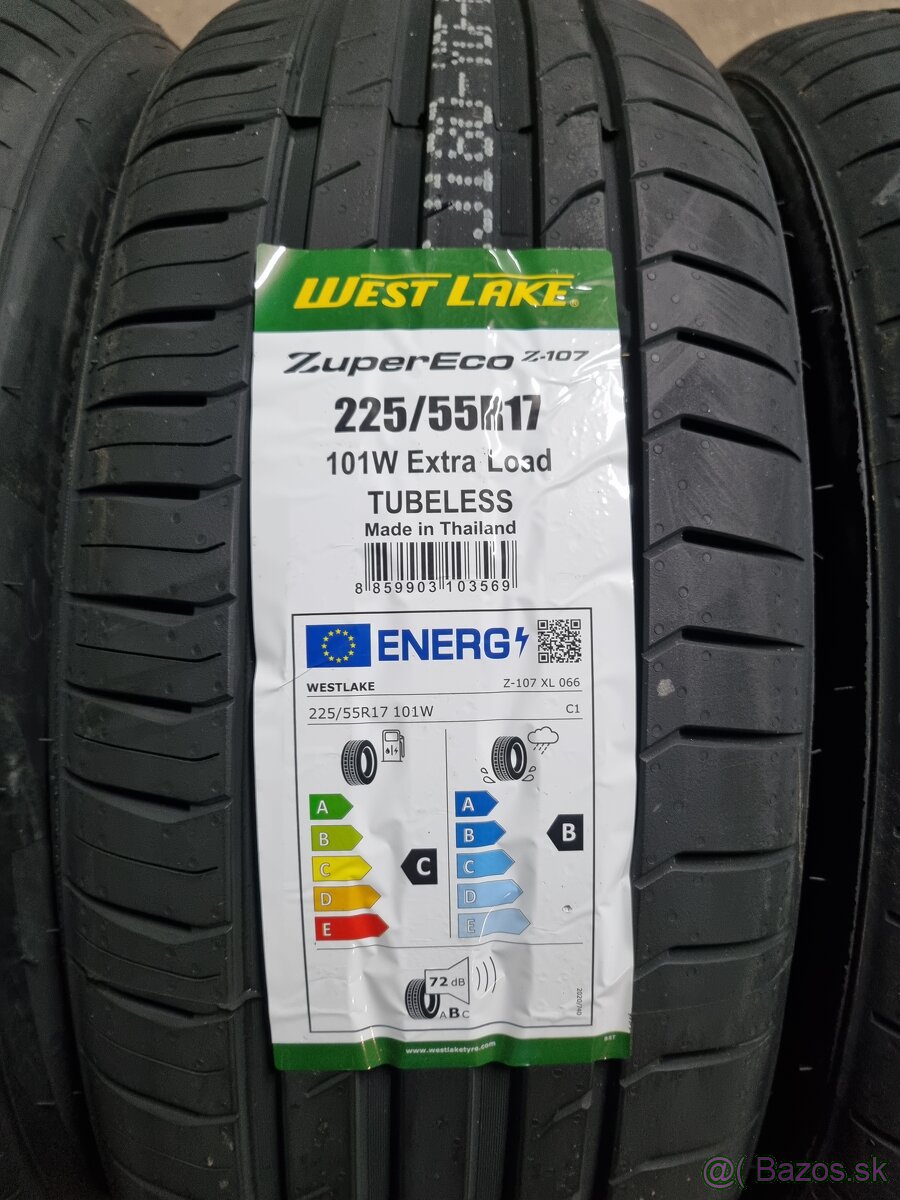 WEST LAKE®
ZuperEco Z-107
225/55R17
101W Extra Load
TUBELESS
Made in Thailand
8 859903 103569
ENERG
WESTLAKE Z-107 XL 066
225/55R17 101W C1
A A
B B B
C C C
D D
E E
72 dB
A B C
2020/740
www.westlaketyre.com
@( Bazos.sk